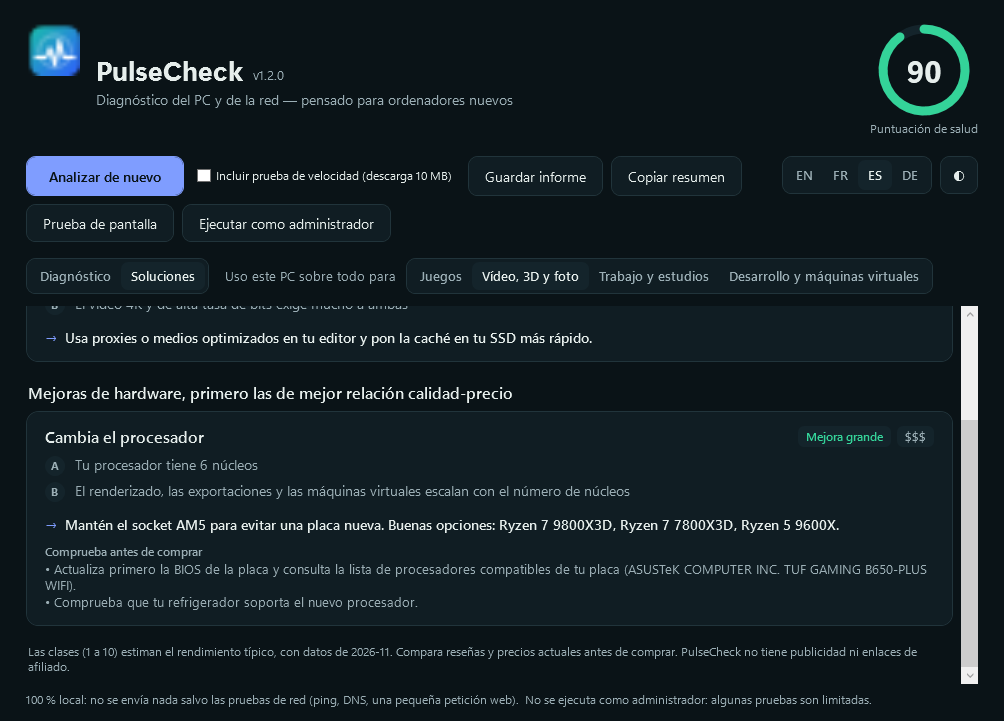 PulseCheck v1.2.0
Diagnóstico del PC y de la red — pensado para ordenadores nuevos
90
Puntuación de salud
Analizar de nuevo
Incluir prueba de velocidad (descarga 10 MB)
Guardar informe
Copiar resumen
EN FR ES DE
Prueba de pantalla
Ejecutar como administrador
Diagnóstico Soluciones
Uso este PC sobre todo para
Juegos Vídeo, 3D y foto Trabajo y estudios Desarrollo y máquinas virtuales
B El vídeo 4K y de alta tasa de bits exige mucho a ambas
→ Usa proxies o medios optimizados en tu editor y pon la caché en tu SSD más rápido.
Mejoras de hardware, primero las de mejor relación calidad-precio
Cambia el procesador
Mejora grande $$$
A Tu procesador tiene 6 núcleos
B El renderizado, las exportaciones y las máquinas virtuales escalan con el número de núcleos
→ Mantén el socket AM5 para evitar una placa nueva. Buenas opciones: Ryzen 7 9800X3D, Ryzen 7 7800X3D, Ryzen 5 9600X.
Comprueba antes de comprar
• Actualiza primero la BIOS de la placa y consulta la lista de procesadores compatibles de tu placa (ASUSTeK COMPUTER INC. TUF GAMING B650-PLUS
WIFI).
• Comprueba que tu refrigerador soporta el nuevo procesador.
Las clases (1 a 10) estiman el rendimiento típico, con datos de 2026-11. Compara reseñas y precios actuales antes de comprar. PulseCheck no tiene publicidad ni enlaces de
afiliado.
100 % local: no se envía nada salvo las pruebas de red (ping, DNS, una pequeña petición web). No se ejecuta como administrador: algunas pruebas son limitadas.